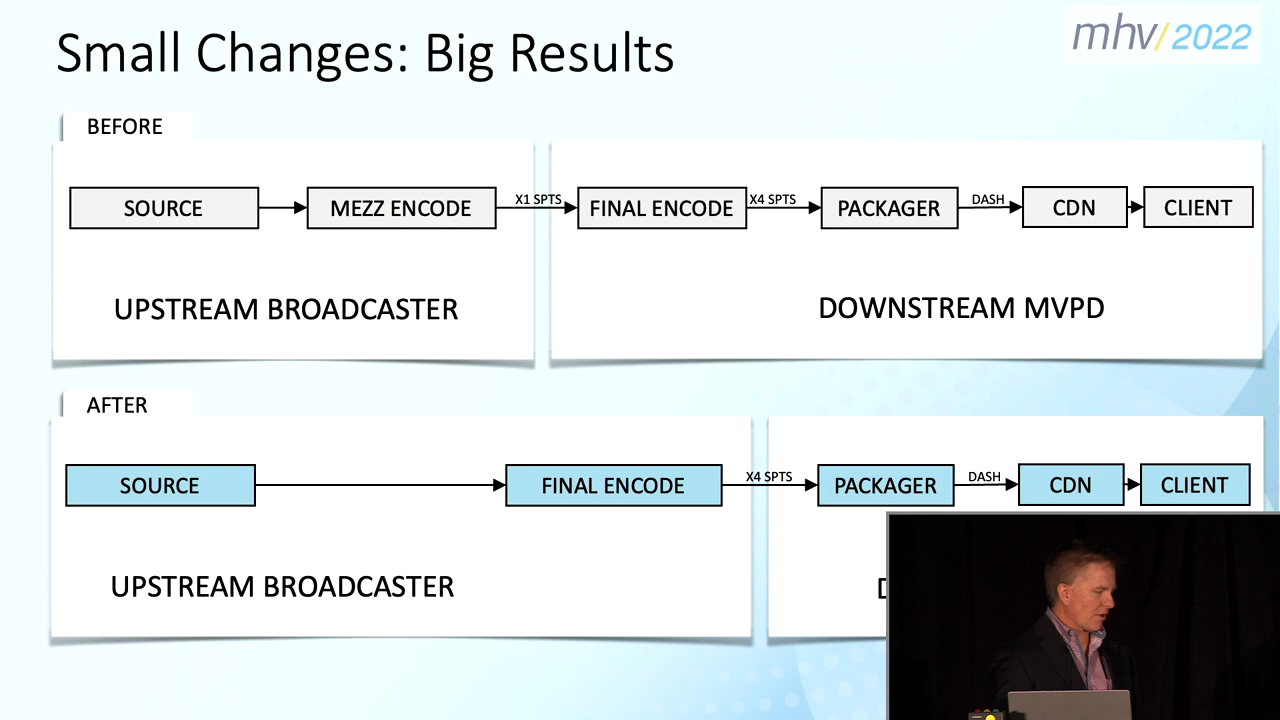 Small Changes: Big Results
mhv/2022
BEFORE
SOURCE
MEZZ ENCODE
X1 SPTS
FINAL ENCODE
X4 SPTS
PACKAGER
DASH
CDN
CLIENT
UPSTREAM BROADCASTER
DOWNSTREAM MVPD
AFTER
SOURCE
FINAL ENCODE
X4 SPTS
PACKAGER
DASH
CDN
CLIENT
UPSTREAM BROADCASTER